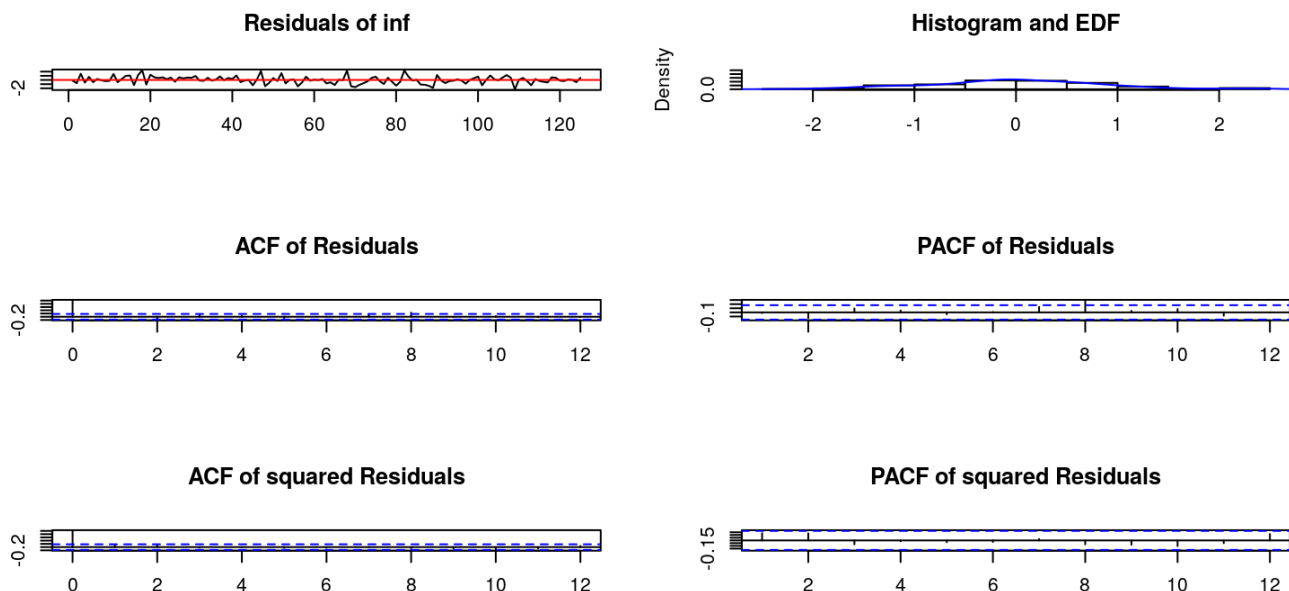 Residuals of inf
-2
0 20 40 60 80 100 120
Histogram and EDF
Density
0.0
-2 -1 0 1 2
ACF of Residuals
-0.2
0 2 4 6 8 10 12
PACF of Residuals
-0.1
2 4 6 8 10 12
ACF of squared Residuals
-0.2
0 2 4 6 8 10 12
PACF of squared Residuals
-0.15
2 4 6 8 10 12